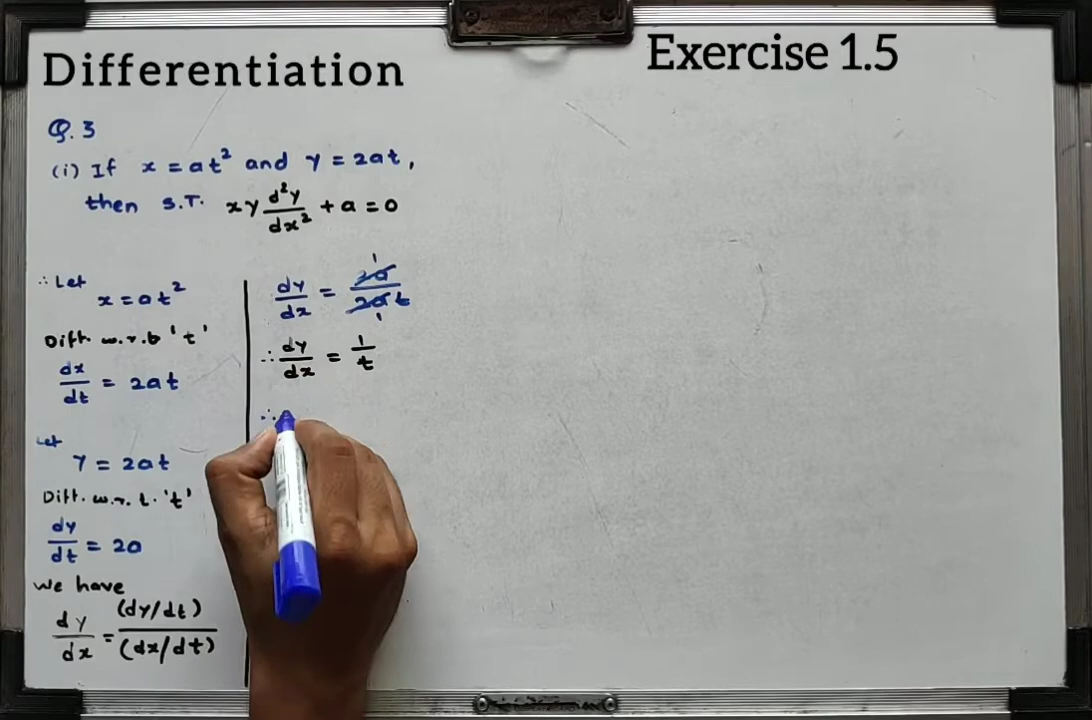 Differentiation
Exercise 1.5
Q.3
(i) If x = at² and y = 2at,
then S.T. xy d²y/dx² + a = 0
∴ Let
x = at²
Diff. w.r.t 't'
dx/dt = 2at
Let
y = 2at
Diff. w.r.t. 't'
dy/dt = 2a
we have
dy/dx = (dy/dt)/(dx/dt)
dy/dx = 2a/2at
1
1
∴ dy/dx = 1/t
∴